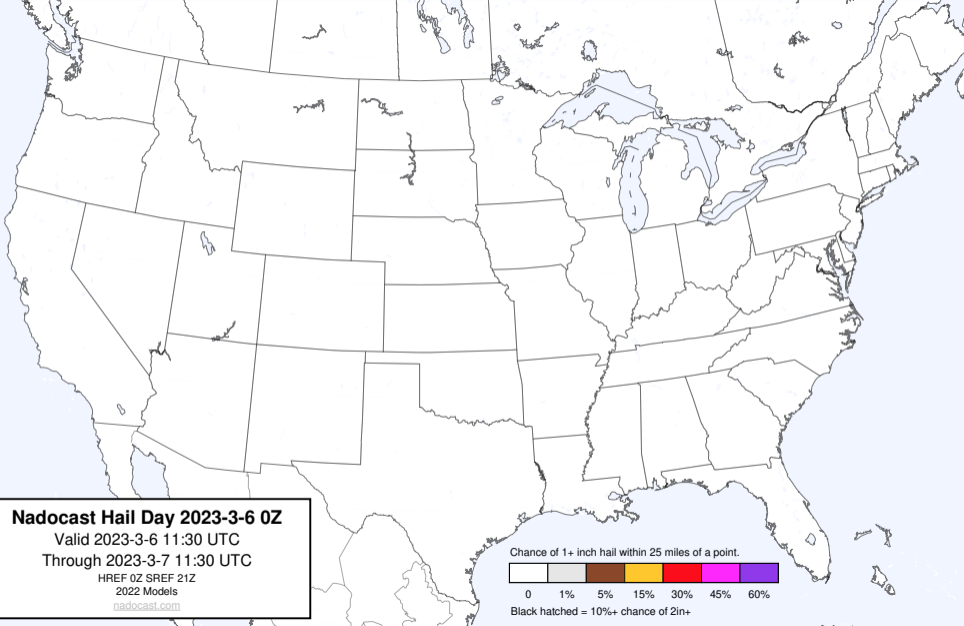 Nadocast Hail Day 2023-3-6 0Z
Valid 2023-3-6 11:30 UTC
Through 2023-3-7 11:30 UTC
HREF 0Z SREF 21Z
2022 Models
nadocast.com
Chance of 1+ inch hail within 25 miles of a point.
0 1% 5% 15% 30% 45% 60%
Black hatched = 10%+ chance of 2in+